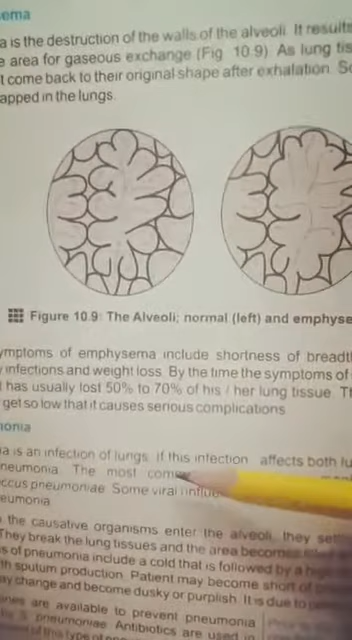 ema
a is the destruction of the walls of the alveoli. It results
e area for gaseous exchange (Fig 10.9). As lung tis
t come back to their original shape after exhalation. So
apped in the lungs.
Figure 10.9: The Alveoli; normal (left) and emphyse
ymptoms of emphysema include shortness of breadt
y infections and weight loss. By the time the symptoms of
t has usually lost 50% to 70% of his / her lung tissue. Th
get so low that it causes serious complications
onia
ia is an infection of lungs. If this infection affects both lu
neumonia. The most com
ccus pneumoniae. Some viral influe
eumonia
the causative organisms enter the alveoli, they set
They break the lung tissues and the area becomes
s of pneumonia include a cold that is followed by a hig
th sputum production. Patient may become short of
ay change and become dusky or purplish. It is due to
ines are available to prevent pneumonia
s pneumoniae. Antibiotics are used in
of this type of